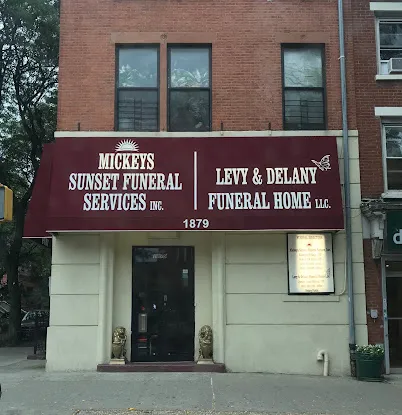 MICKEYS
SUNSET FUNERAL
SERVICES INC.
LEVY & DELANY
FUNERAL HOME LLC.
1879
d